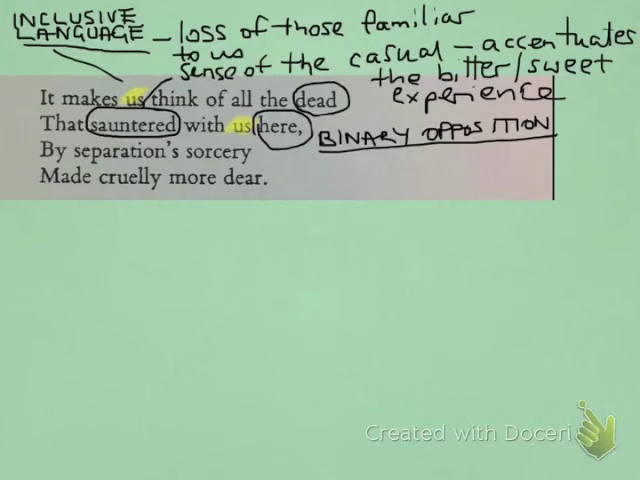 INCLUSIVE
LANGUAGE – loss of those familiar
to us
sense of the casual – accentuates
the bitter/sweet
experience
It makes us think of all the dead
That sauntered with us here,
BINARY OPPOSITION
By separation's sorcery
Made cruelly more dear.
Created with Doceri